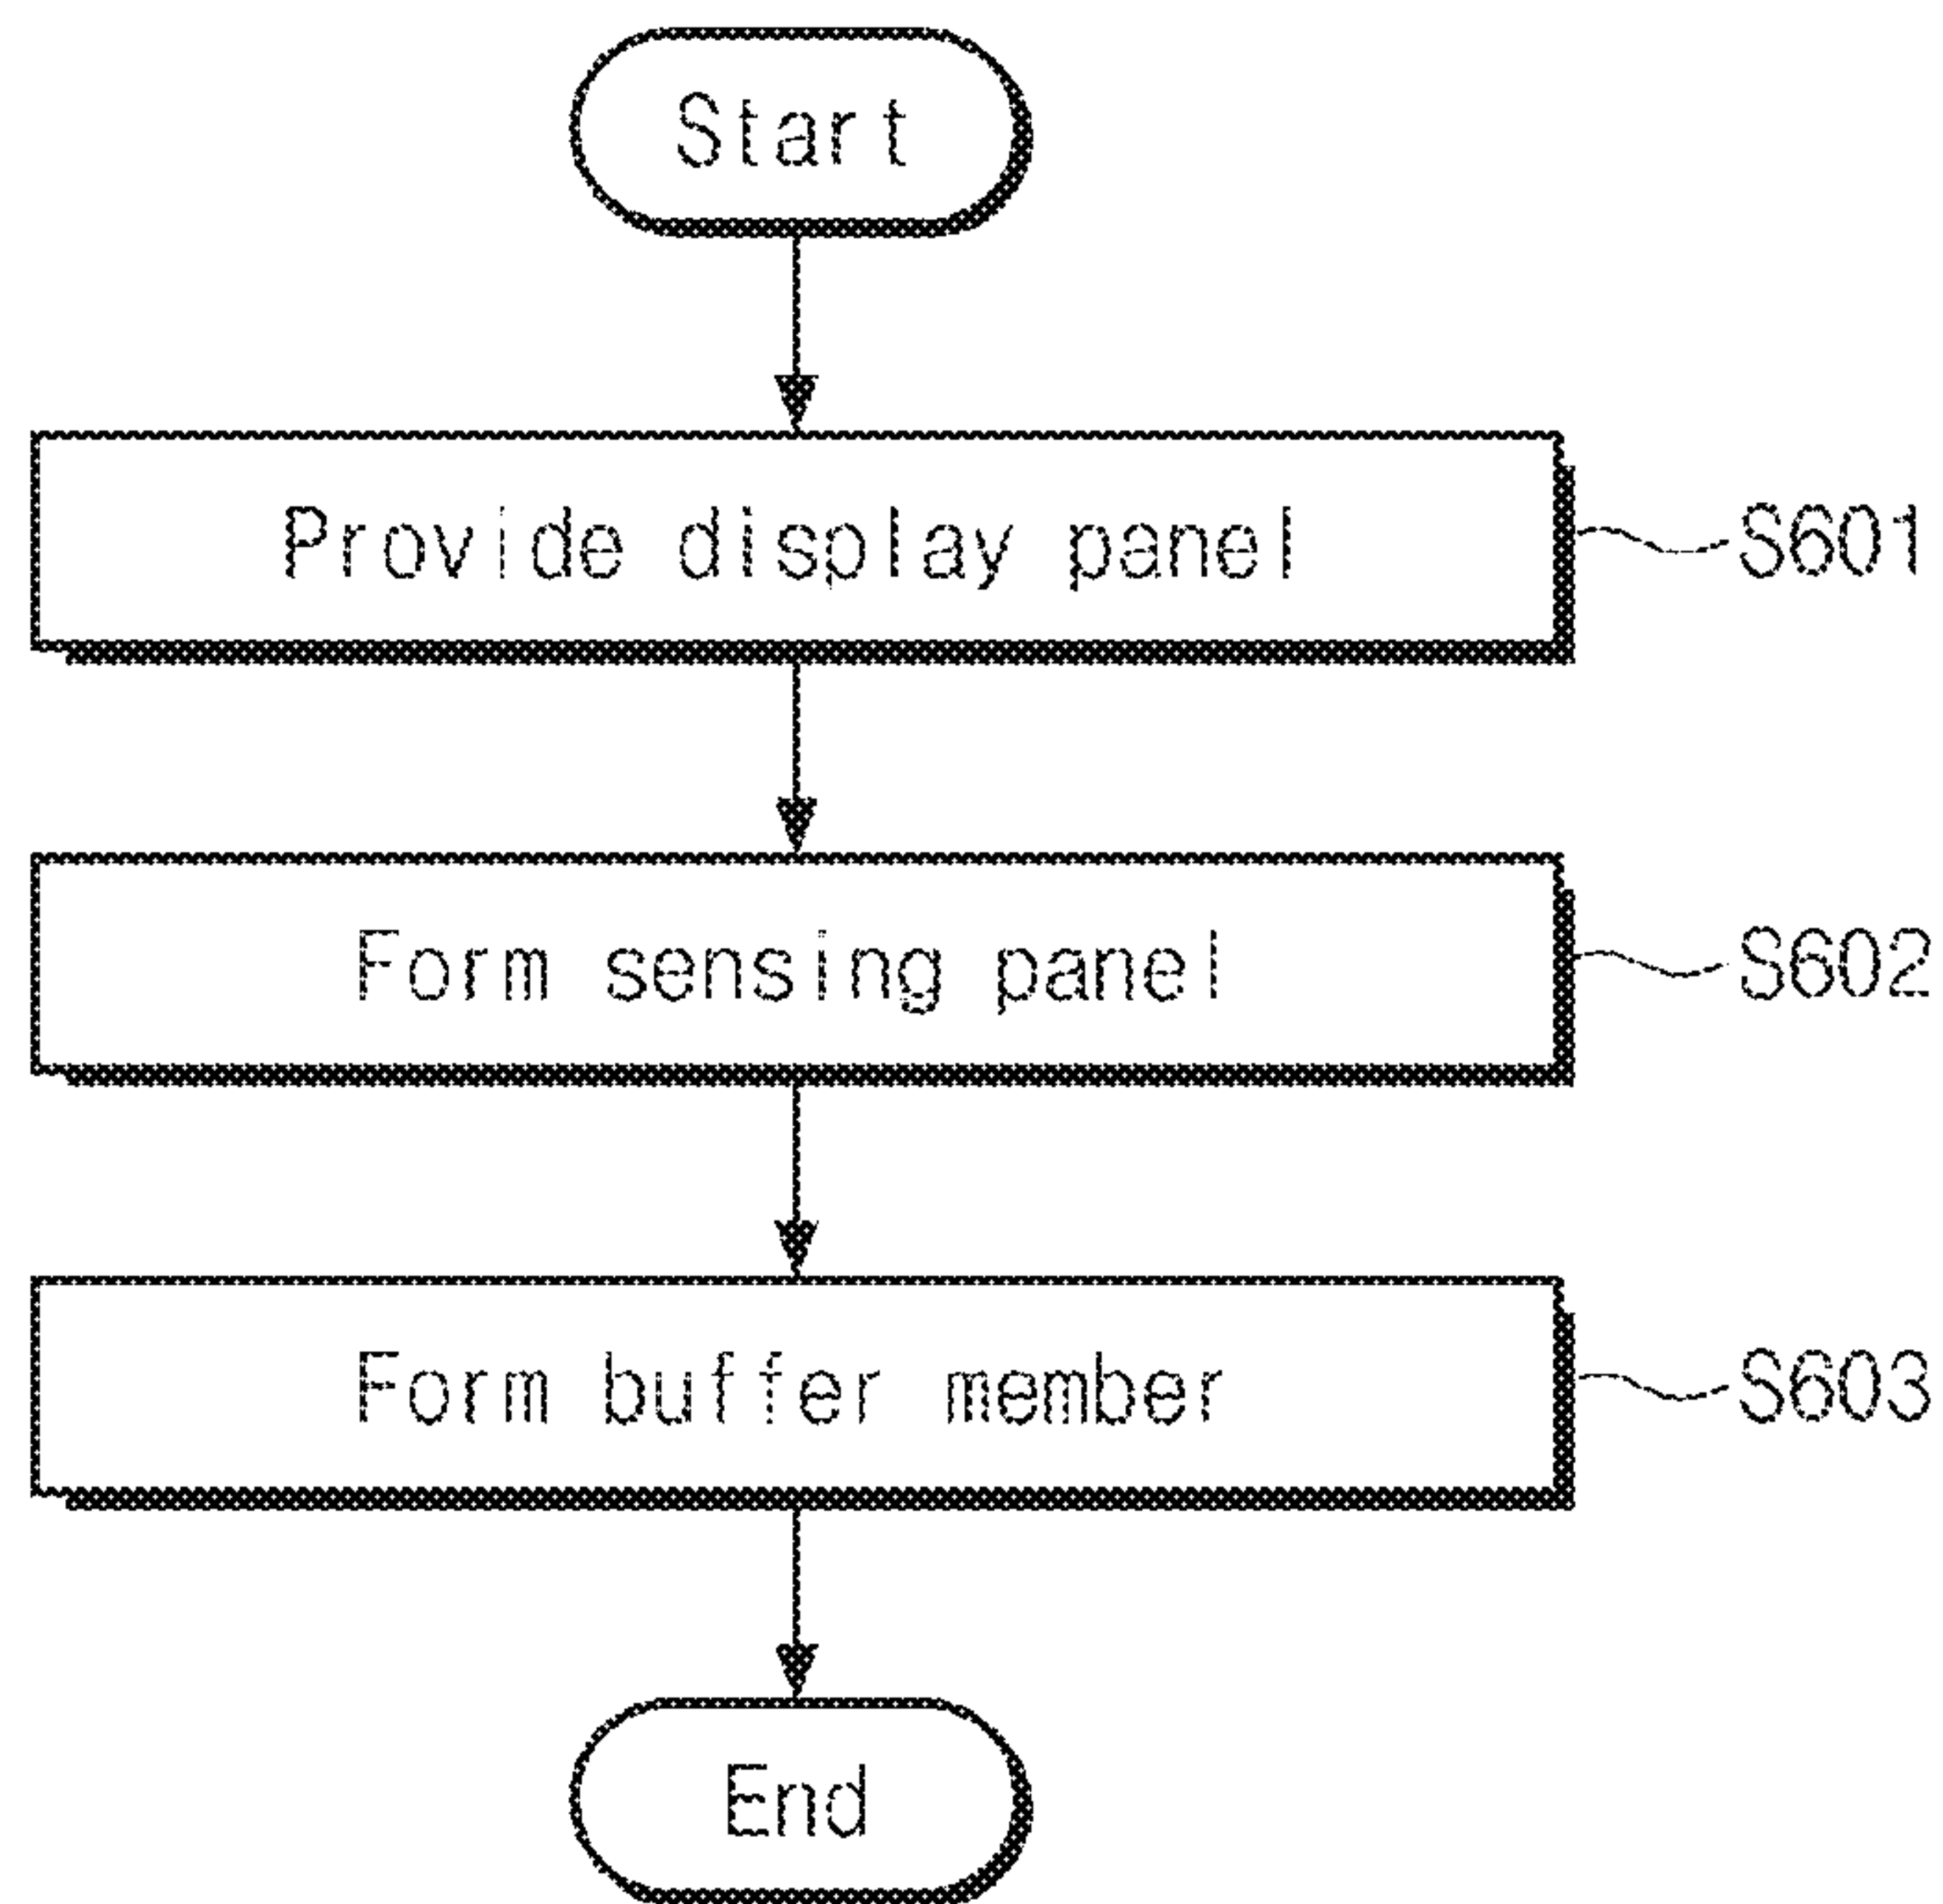 Start
Provide display panel
S601
Form sensing panel
S602
Form buffer member
S603
End